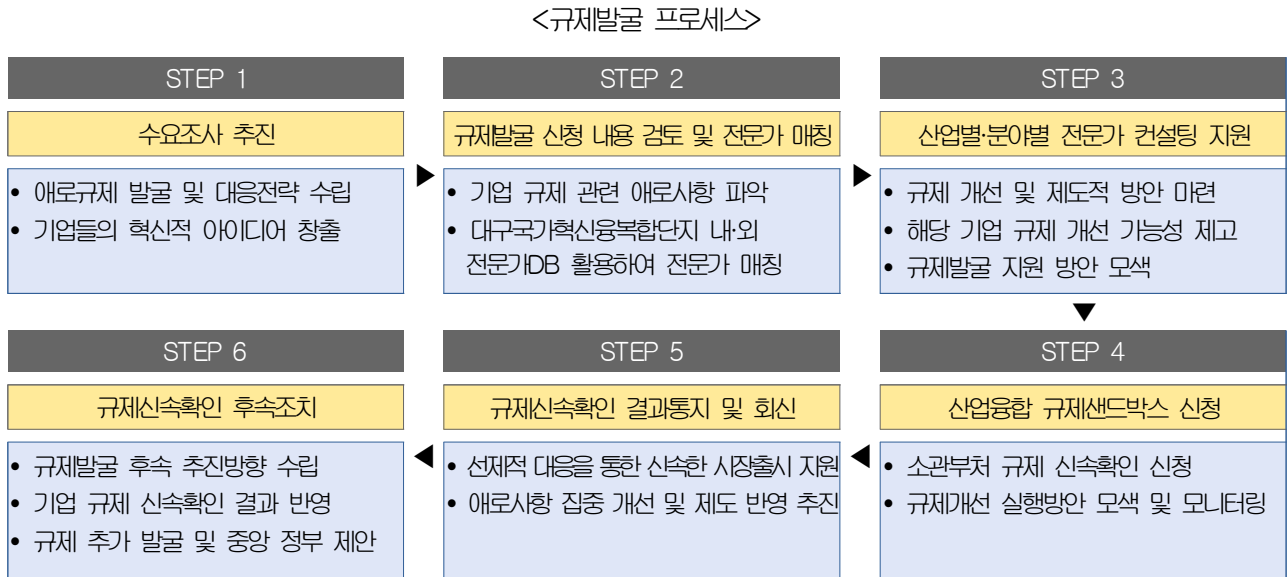 <규제발굴 프로세스>
STEP 1
수요조사 추진
• 애로규제 발굴 및 대응전략 수립
• 기업들의 혁신적 아이디어 창출
▶
STEP 2
규제발굴 신청 내용 검토 및 전문가 매칭
• 기업 규제 관련 애로사항 파악
• 대구국가혁신융복합단지 내·외
전문가DB 활용하여 전문가 매칭
▶
STEP 3
산업별·분야별 전문가 컨설팅 지원
• 규제 개선 및 제도적 방안 마련
• 해당 기업 규제 개선 가능성 제고
• 규제발굴 지원 방안 모색
▼
STEP 4
산업융합 규제샌드박스 신청
• 소관부처 규제 신속확인 신청
• 규제개선 실행방안 모색 및 모니터링
◀
STEP 5
규제신속확인 결과통지 및 회신
• 선제적 대응을 통한 신속한 시장출시 지원
• 애로사항 집중 개선 및 제도 반영 추진
◀
STEP 6
규제신속확인 후속조치
• 규제발굴 후속 추진방향 수립
• 기업 규제 신속확인 결과 반영
• 규제 추가 발굴 및 중앙 정부 제안